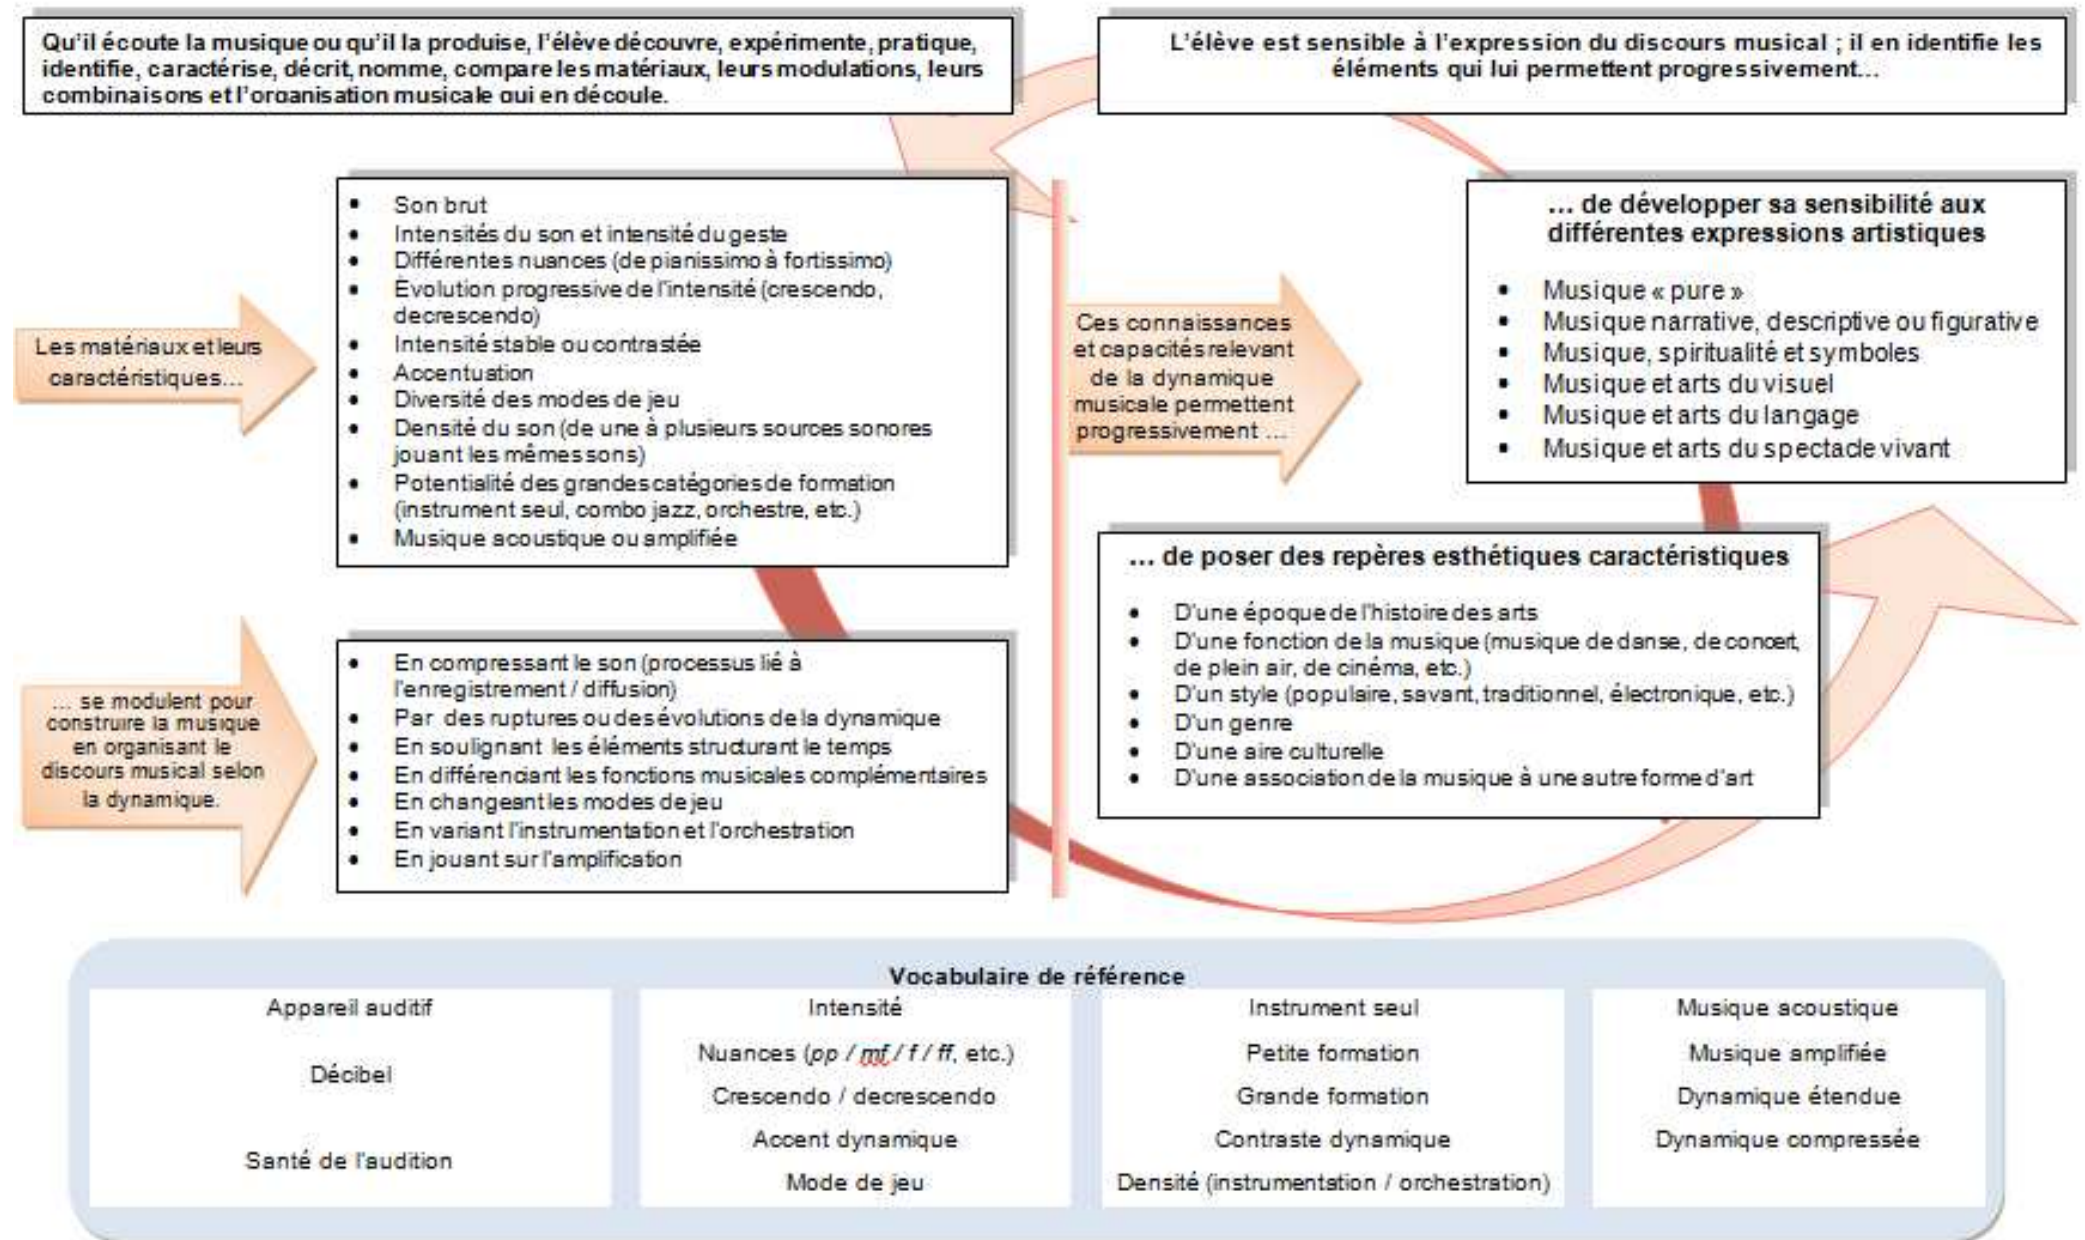 Qu'il écoute la musique ou qu'il la produise, l'élève découvre, expérimente, pratique,
identifie, caractérise, décrit, nomme, compare les matériaux, leurs modulations, leurs
combinaisons et l'organisation musicale qui en découle.
L'élève est sensible à l'expression du discours musical ; il en identifie les
éléments qui lui permettent progressivement…
Les matériaux et leurs
caractéristiques…
• Son brut
• Intensités du son et intensité du geste
• Différentes nuances (de pianissimo à fortissimo)
• Évolution progressive de l'intensité (crescendo,
decrescendo)
• Intensité stable ou contrastée
• Accentuation
• Diversité des modes de jeu
• Densité du son (de une à plusieurs sources sonores
jouant les mêmes sons)
• Potentialité des grandes catégories de formation
(instrument seul, combo jazz, orchestre, etc.)
• Musique acoustique ou amplifiée
… se modulent pour
construire la musique
en organisant le
discours musical selon
la dynamique.
• En compressant le son (processus lié à
l'enregistrement / diffusion)
• Par des ruptures ou des évolutions de la dynamique
• En soulignant les éléments structurant le temps
• En différenciant les fonctions musicales complémentaires
• En changeant les modes de jeu
• En variant l'instrumentation et l'orchestration
• En jouant sur l'amplification
Ces connaissances
et capacités relevant
de la dynamique
musicale permettent
progressivement …
… de développer sa sensibilité aux
différentes expressions artistiques
• Musique « pure »
• Musique narrative, descriptive ou figurative
• Musique, spiritualité et symboles
• Musique et arts du visuel
• Musique et arts du langage
• Musique et arts du spectacle vivant
… de poser des repères esthétiques caractéristiques
• D'une époque de l'histoire des arts
• D'une fonction de la musique (musique de danse, de concert,
de plein air, de cinéma, etc.)
• D'un style (populaire, savant, traditionnel, électronique, etc.)
• D'un genre
• D'une aire culturelle
• D'une association de la musique à une autre forme d'art
Vocabulaire de référence
Appareil auditif
Décibel
Santé de l'audition
Intensité
Nuances (pp / mf / f / ff, etc.)
Crescendo / decrescendo
Accent dynamique
Mode de jeu
Instrument seul
Petite formation
Grande formation
Contraste dynamique
Densité (instrumentation / orchestration)
Musique acoustique
Musique amplifiée
Dynamique étendue
Dynamique compressée